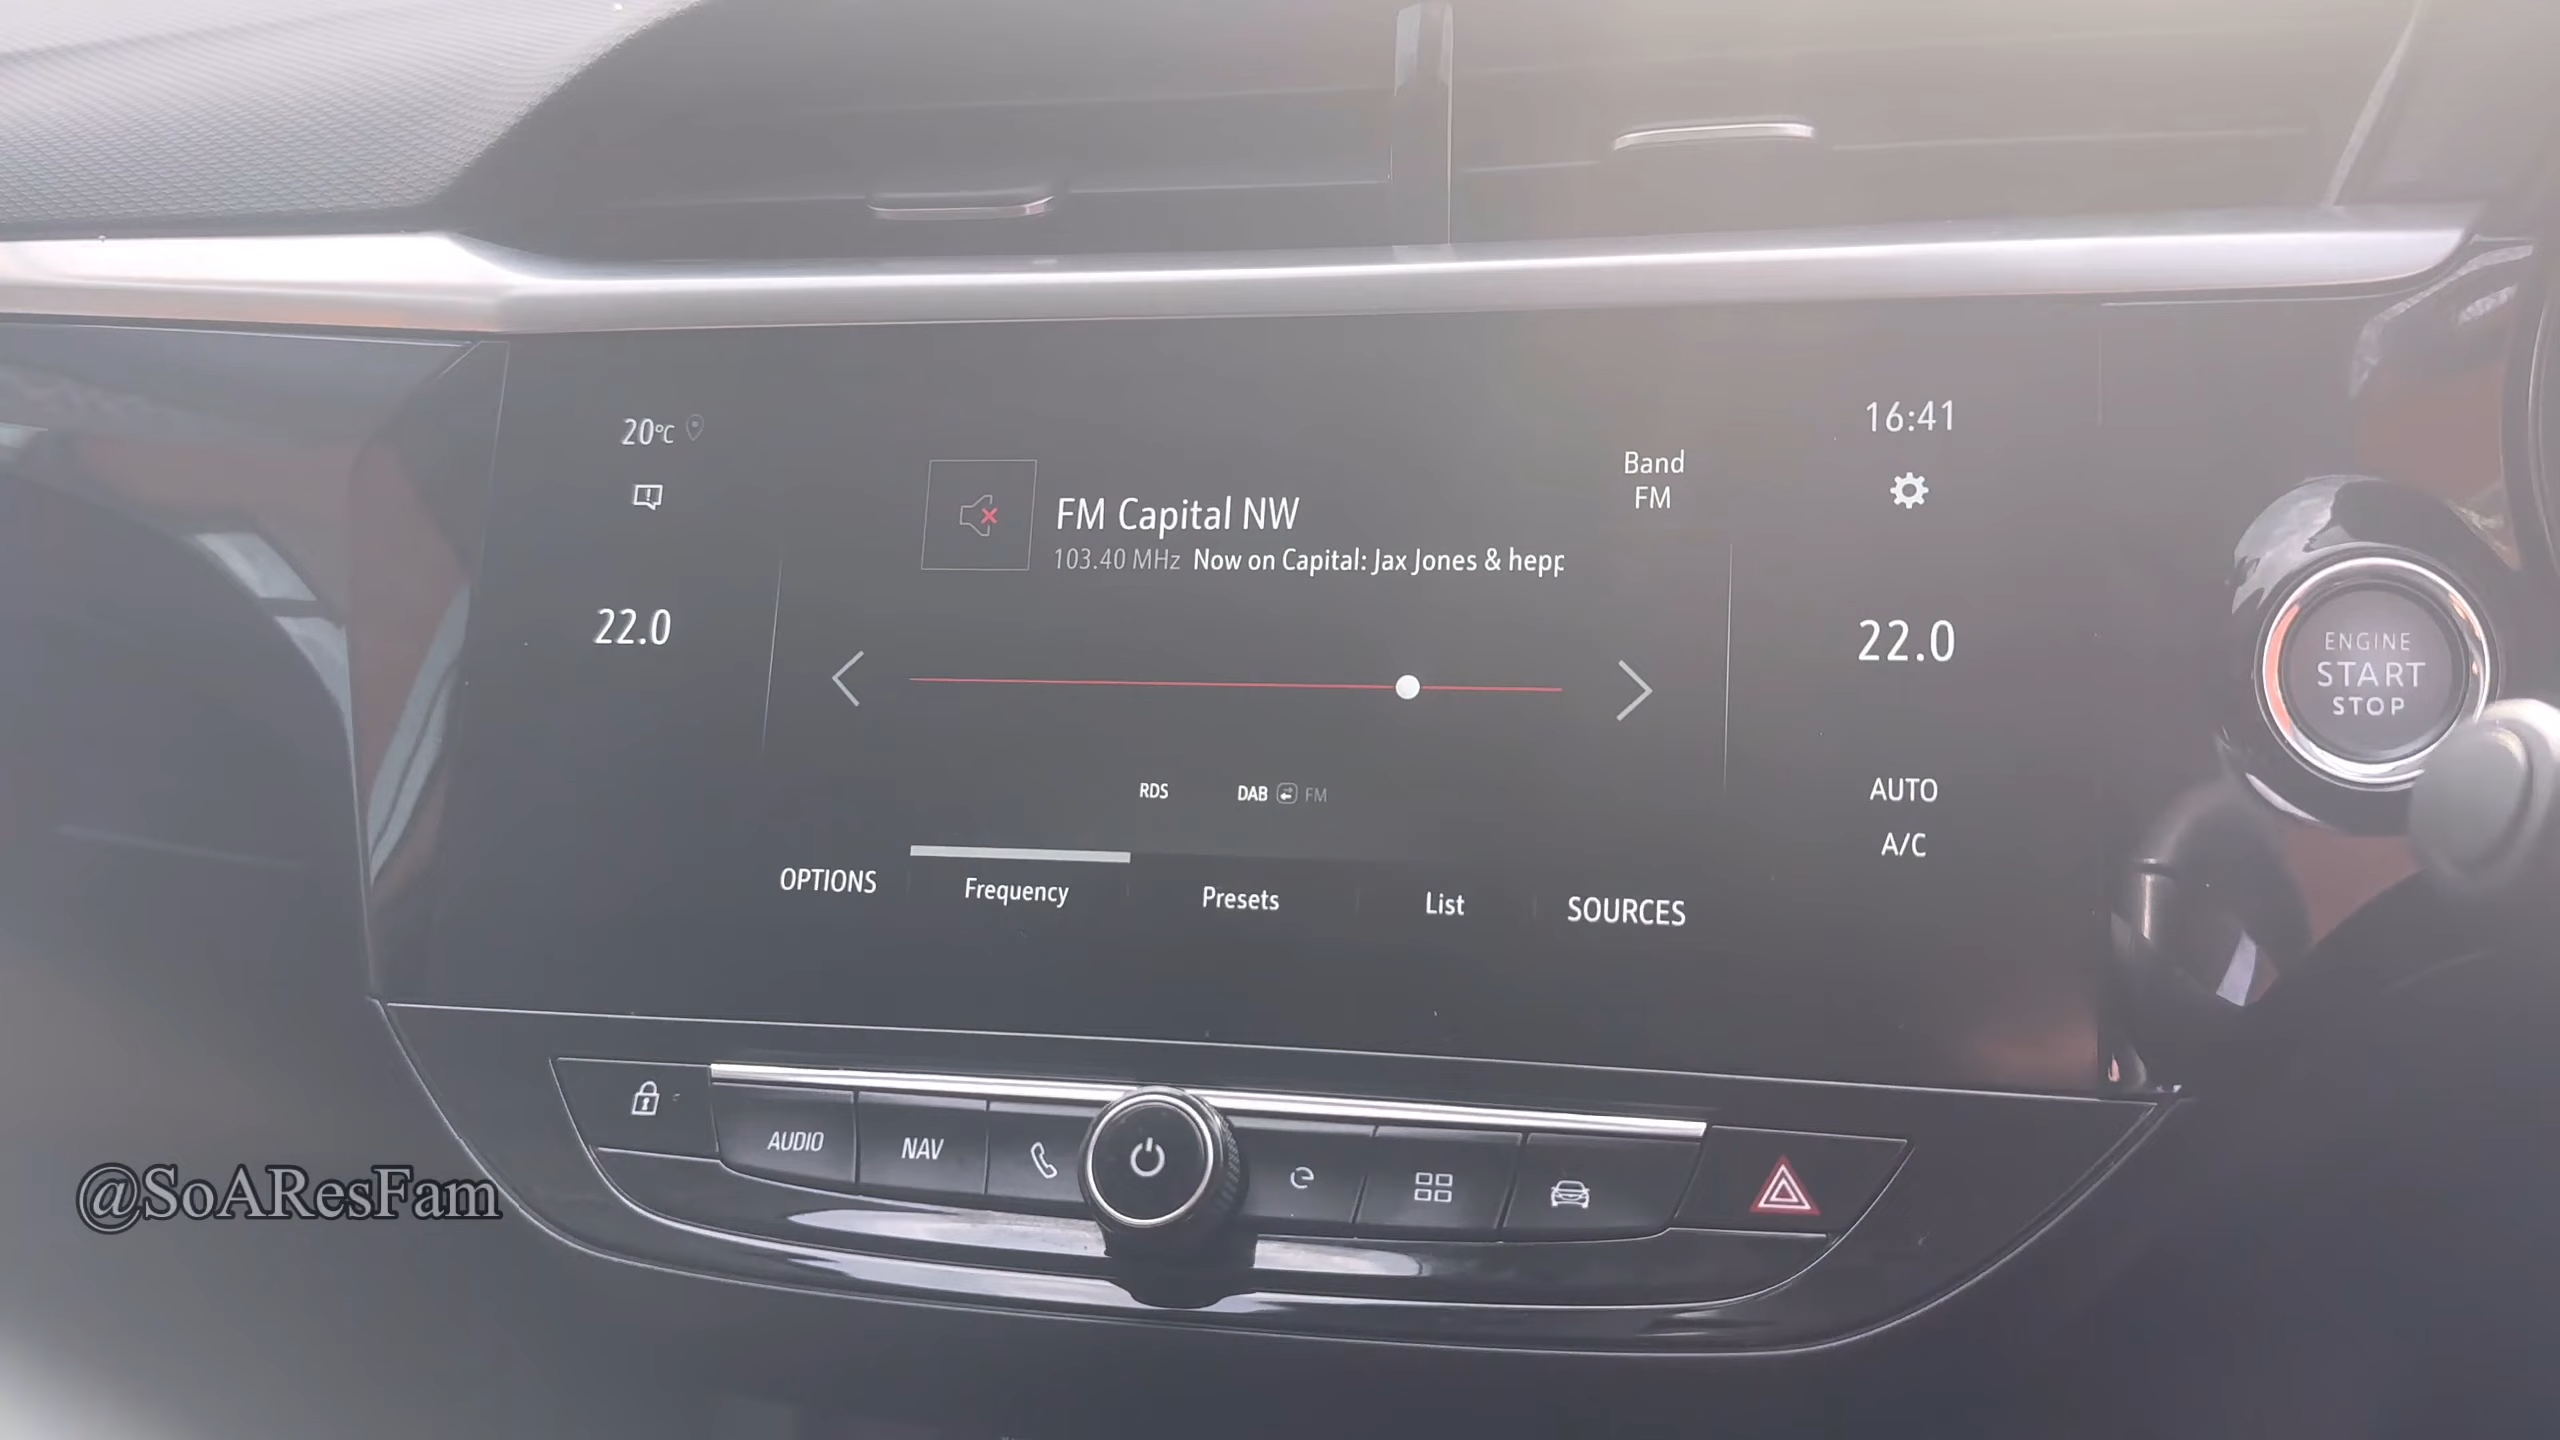 20°C
16:41
Band
FM
FM Capital NW
103.40 MHz Now on Capital: Jax Jones & hepp
22.0
22.0
ENGINE
START
STOP
RDS
DAB FM
AUTO
A/C
OPTIONS
Frequency
Presets
List
SOURCES
AUDIO
NAV
@SoAResFam